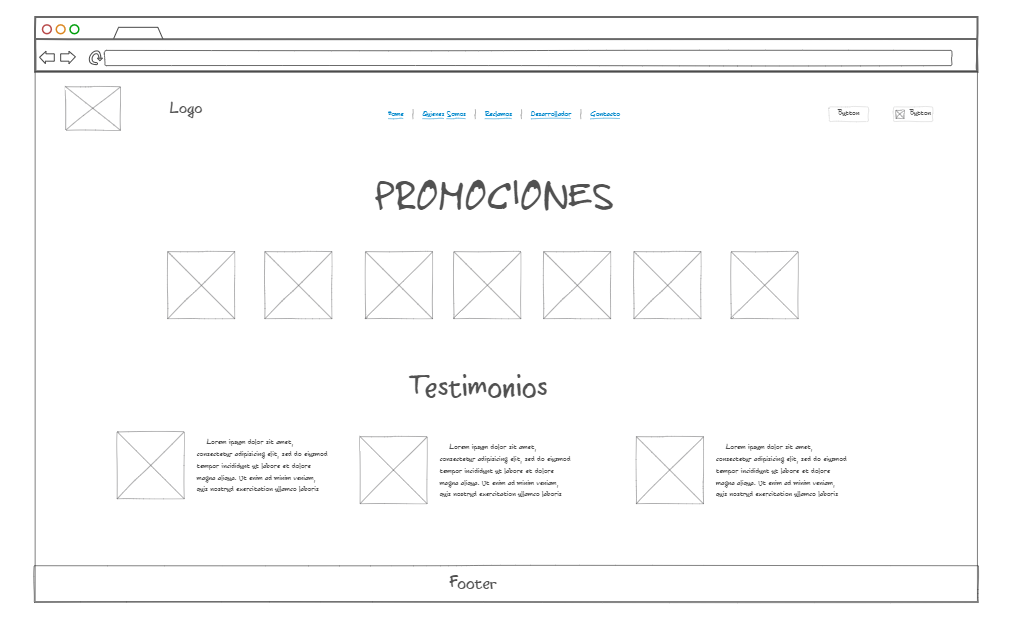 Logo
Home | Quienes Somos | Reclamos | Desarrollador | Contacto
Button
Button
PROMOCIONES
Testimonios
Lorem ipsum dolor sit amet,
consectetur adipisicing elit, sed do eiusmod
tempor incididunt ut labore et dolore
magna aliqua. Ut enim ad minim veniam,
quis nostrud exercitation ullamco laboris
Lorem ipsum dolor sit amet,
consectetur adipisicing elit, sed do eiusmod
tempor incididunt ut labore et dolore
magna aliqua. Ut enim ad minim veniam,
quis nostrud exercitation ullamco laboris
Lorem ipsum dolor sit amet,
consectetur adipisicing elit, sed do eiusmod
tempor incididunt ut labore et dolore
magna aliqua. Ut enim ad minim veniam,
quis nostrud exercitation ullamco laboris
Footer